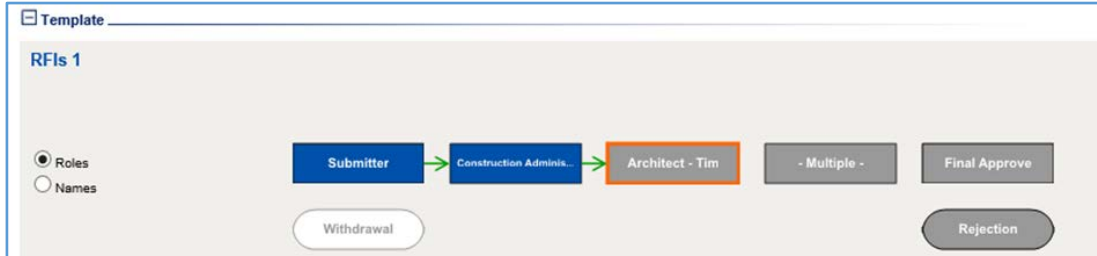 Template
RFIs 1
Roles
Names
Submitter
Construction Adminis...
Architect - Tim
- Multiple -
Final Approve
Withdrawal
Rejection